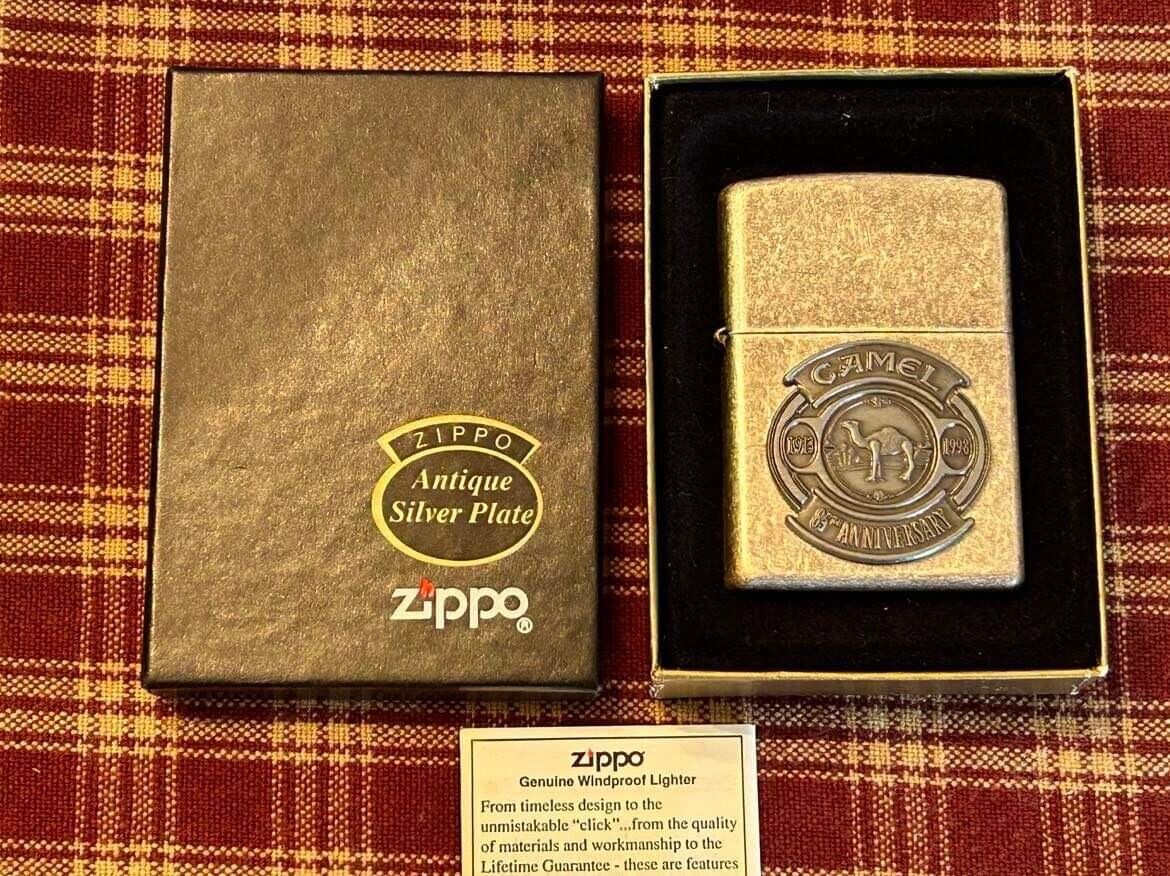 ZIPPO
Antique
Silver Plate
zippo®
CAMEL
1913
1998
85TH ANNIVERSARY
zippo
Genuine Windproof Lighter
From timeless design to the
unmistakable “click”...from the quality
of materials and workmanship to the
Lifetime Guarantee - these are features